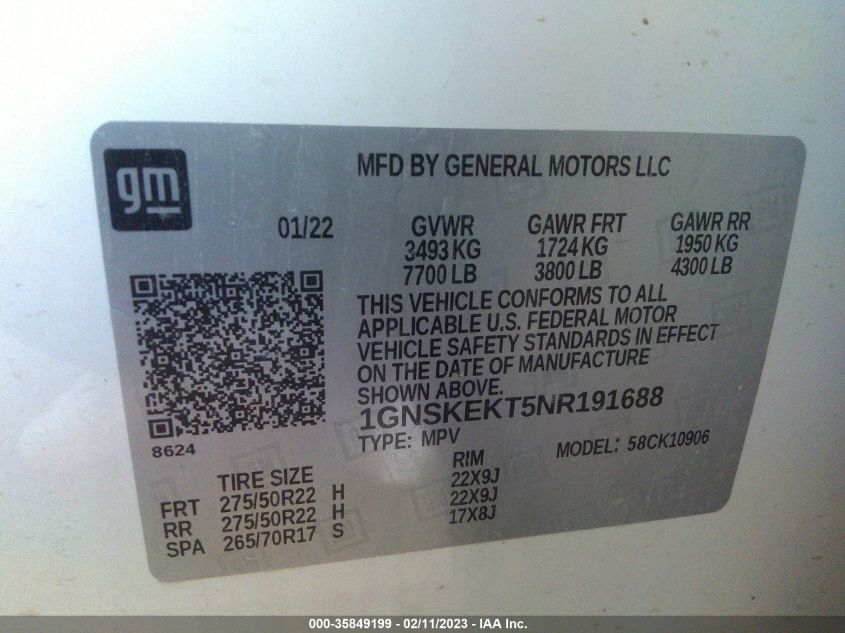 gm
MFD BY GENERAL MOTORS LLC
01/22 GVWR GAWR FRT GAWR RR
3493 KG 1724 KG 1950 KG
7700 LB 3800 LB 4300 LB
THIS VEHICLE CONFORMS TO ALL
APPLICABLE U.S. FEDERAL MOTOR
VEHICLE SAFETY STANDARDS IN EFFECT
ON THE DATE OF MANUFACTURE
SHOWN ABOVE.
1GNSKEKT5NR191688
8624
TYPE: MPV MODEL: 58CK10906
TIRE SIZE RIM
FRT 275/50R22 H 22X9J
RR 275/50R22 H 22X9J
SPA 265/70R17 S 17X8J
000-35849199 - 02/11/2023 - IAA Inc.